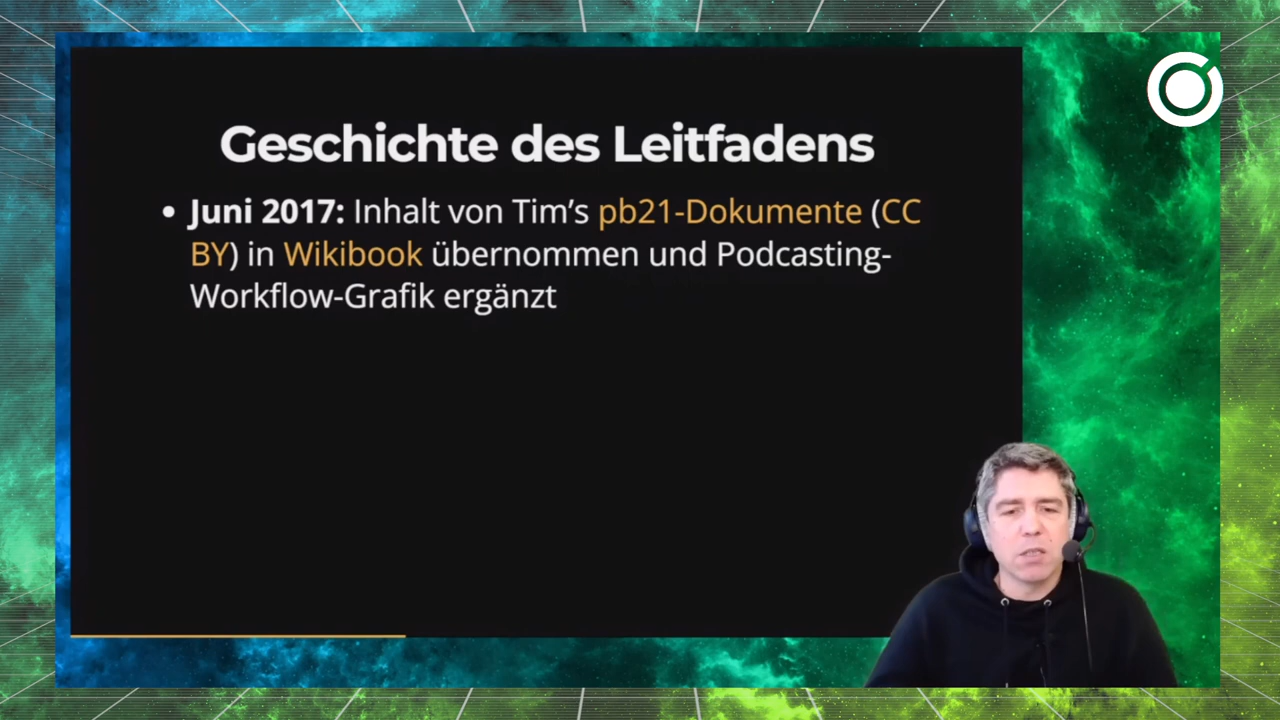 Geschichte des Leitfadens
• Juni 2017: Inhalt von Tim’s pb21-Dokumente (CC
BY) in Wikibook übernommen und Podcasting-
Workflow-Grafik ergänzt